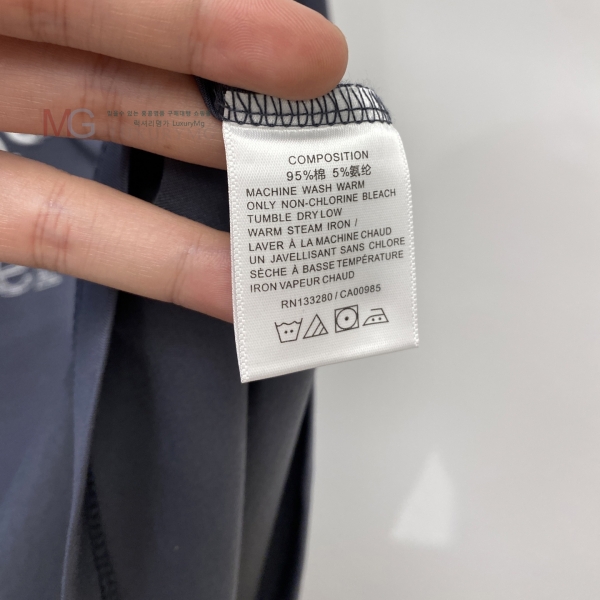 MG
LuxuryMg
COMPOSITION
95%棉 5%氨纶
MACHINE WASH WARM
ONLY NON-CHLORINE BLEACH
TUMBLE DRY LOW
WARM STEAM IRON /
LAVER À LA MACHINE CHAUD
UN JAVELLISANT SANS CHLORE
SÈCHE À BASSE TEMPÉRATURE
IRON VAPEUR CHAUD
RN133280 / CA00985